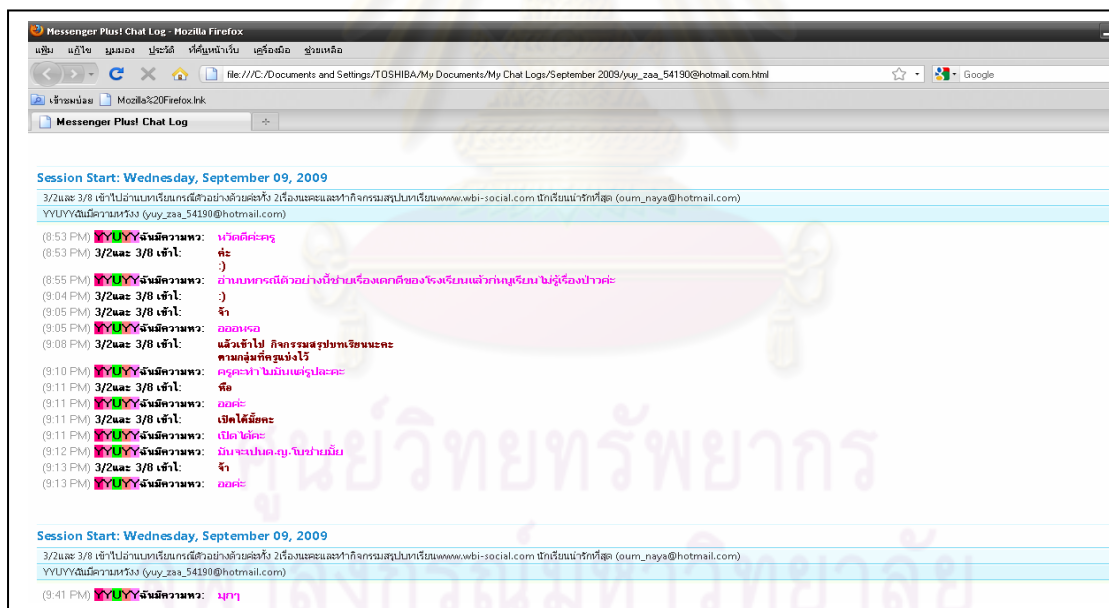 Messenger Plus! Chat Log - Mozilla Firefox
แฟ้ม แก้ไข มุมมอง ประวัติ ที่คั่นหน้าเว็บ เครื่องมือ ช่วยเหลือ
file:///C:/Documents and Settings/TOSHIBA/My Documents/My Chat Logs/September 2009/yuy_zaa_54190@hotmail.com.html
Google
เข้าชมบ่อย Mozilla%20Firefox.lnk
Messenger Plus! Chat Log
Session Start: Wednesday, September 09, 2009
3/2และ 3/8 เข้าไปอ่านบทเรียนกรณีตัวอย่างด้วยค่ะทั้ง 2เรื่องนะคะและทำกิจกรรมสรุปบทเรียนwwww.wbi-social.com นักเรียนน่ารักที่สุด (oum_naya@hotmail.com)
YYUYYฉันมีความหวังง (yuy_zaa_54190@hotmail.com)
(8:53 PM) YYUYYฉันมีความหว: หวัดดีค่ะครู
(8:53 PM) 3/2และ 3/8 เข้าไ: ค่ะ
:)
(8:55 PM) YYUYYฉันมีความหว: อ่านบทกรณีตัวอย่างนี้ช่ายเรื่องเดกดีของโรงเรียนแล้วก่หนูเรียนไม่รู้เรื่องป่าวค่ะ
(9:04 PM) 3/2และ 3/8 เข้าไ: :)
(9:05 PM) 3/2และ 3/8 เข้าไ: จ้า
(9:05 PM) YYUYYฉันมีความหว: อออหรอ
(9:08 PM) 3/2และ 3/8 เข้าไ: แล้วเข้าไป กิจกรรมสรุปบทเรียนนะคะ
ตามกลุ่มที่ครูแบ่งไว้
(9:10 PM) YYUYYฉันมีความหว: ครูคะทำไมมันแต่รูปละคะ
(9:11 PM) 3/2และ 3/8 เข้าไ: หือ
(9:11 PM) YYUYYฉันมีความหว: ออค่ะ
(9:11 PM) 3/2และ 3/8 เข้าไ: เปิดได้มั้ยคะ
(9:11 PM) YYUYYฉันมีความหว: เปิดได้คะ
(9:12 PM) YYUYYฉันมีความหว: มันจะเปนด.ญ.โบช่ายมั้ย
(9:13 PM) 3/2และ 3/8 เข้าไ: จ้า
(9:13 PM) YYUYYฉันมีความหว: ออค่ะ
ศูนย์วิทยทรัพยากร
Session Start: Wednesday, September 09, 2009
3/2และ 3/8 เข้าไปอ่านบทเรียนกรณีตัวอย่างด้วยค่ะทั้ง 2เรื่องนะคะและทำกิจกรรมสรุปบทเรียนwwww.wbi-social.com นักเรียนน่ารักที่สุด (oum_naya@hotmail.com)
YYUYYฉันมีความหวังง (yuy_zaa_54190@hotmail.com)
จุฬาลงกรณ์มหาวิทยาลัย
(9:41 PM) YYUYYฉันมีความหว: มุกๆ